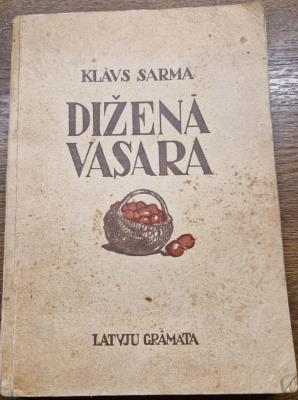 KLĀVS SARMA
DIŽENĀ
VASARA
LATVJU GRĀMATA